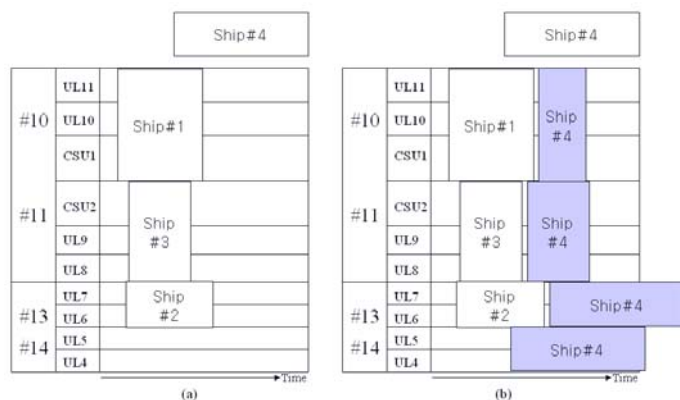 Ship#4
#10
UL11
UL10
CSU1
Ship#1
#11
CSU2
UL9
UL8
Ship
#3
#13
UL7
UL6
Ship
#2
#14
UL5
UL4
Time
(a)
Ship#4
#10
UL11
UL10
CSU1
Ship#1
Ship
#4
#11
CSU2
UL9
UL8
Ship
#3
Ship
#4
#13
UL7
UL6
Ship
#2
Ship#4
#14
UL5
UL4
Ship#4
Time
(b)